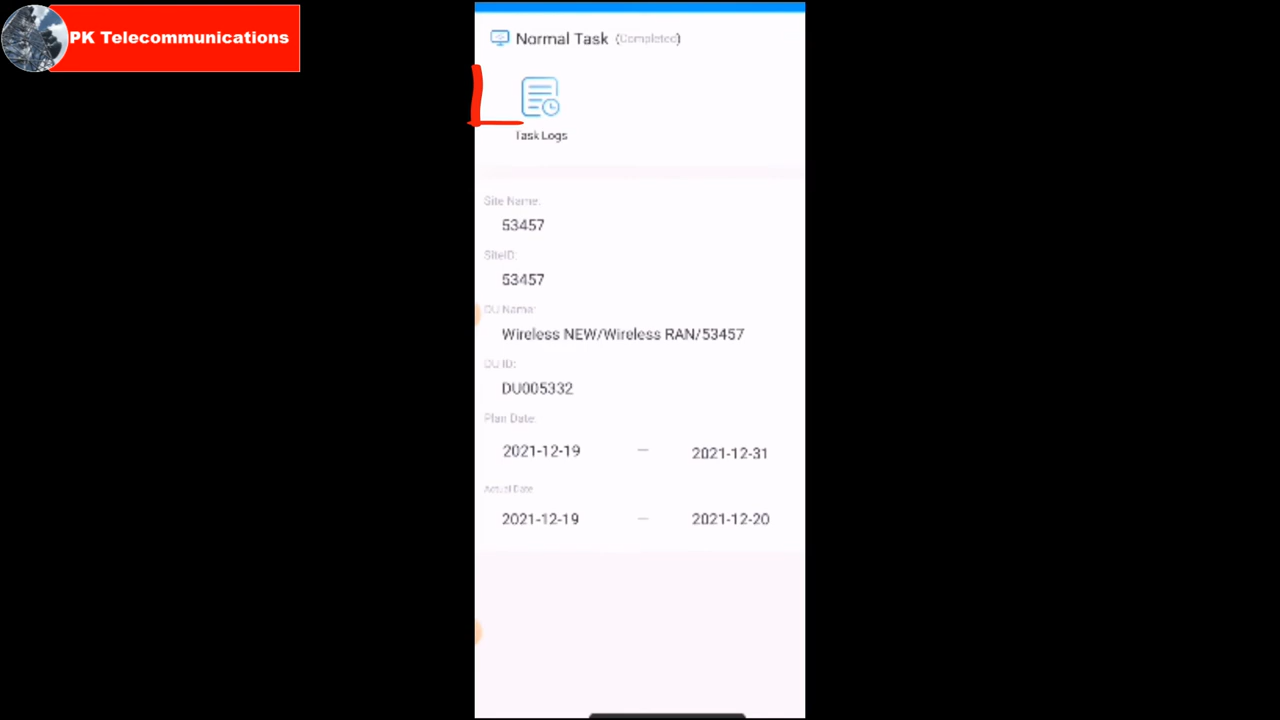 PK Telecommunications
Normal Task (Completed)
Task Logs
Site Name:
53457
SiteID:
53457
DU Name:
Wireless NEW/Wireless RAN/53457
DU ID:
DU005332
Plan Date:
2021-12-19 — 2021-12-31
Actual Date
2021-12-19 — 2021-12-20